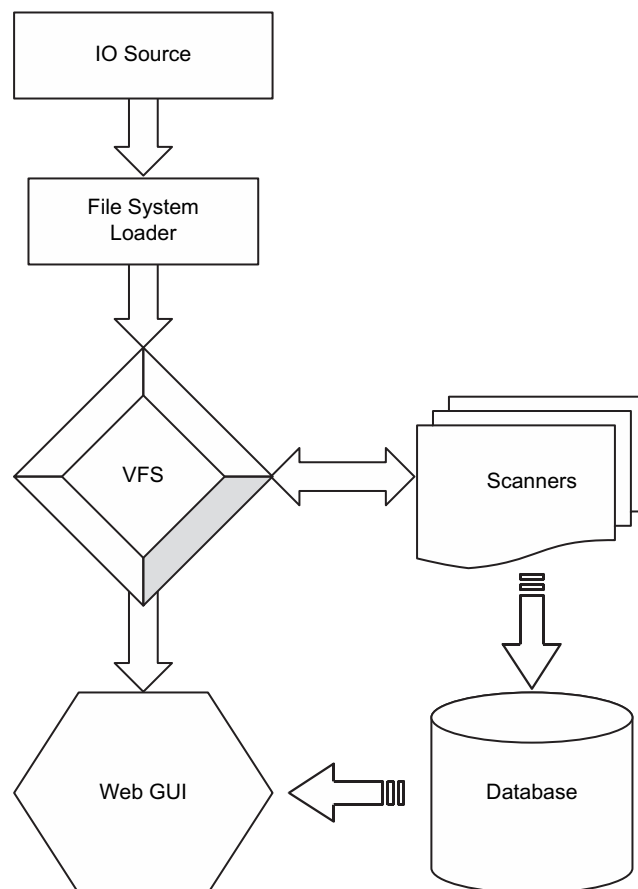 IO Source
File System
Loader
VFS
Scanners
Web GUI
Database